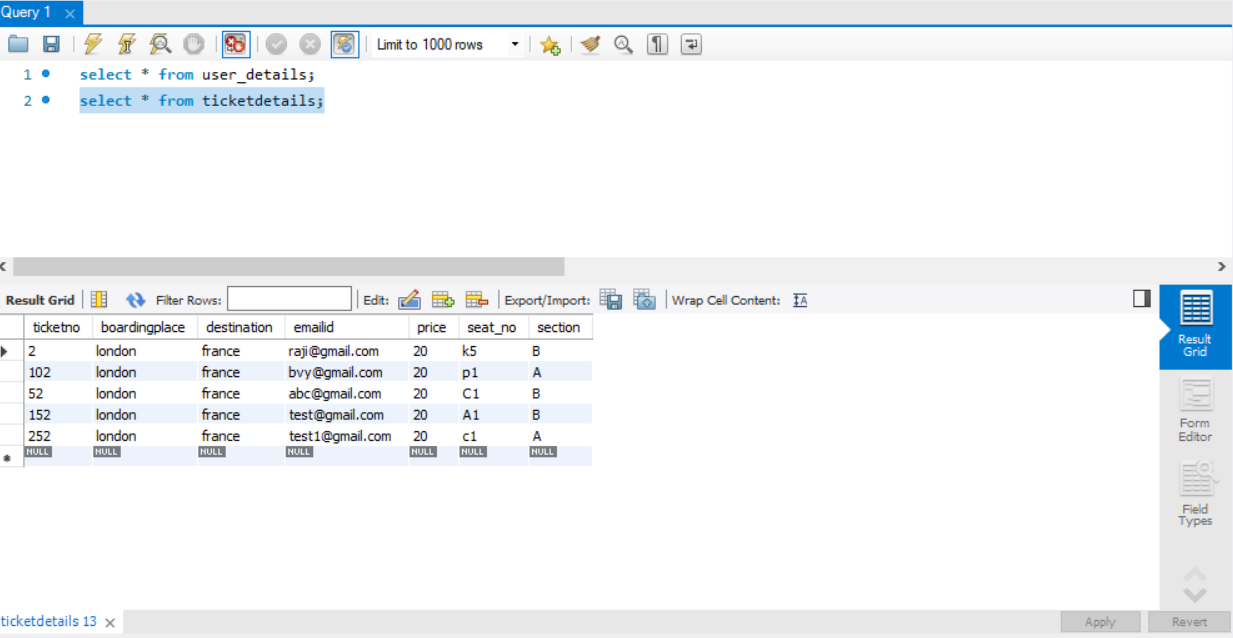 Query 1
Limit to 1000 rows
1 select * from user_details;
2 select * from ticketdetails;
Result Grid Filter Rows: Edit: Export/Import: Wrap Cell Content:
ticketno boardingplace destination emailid price seat_no section
2 london france raji@gmail.com 20 k5 B
102 london france bvy@gmail.com 20 p1 A
52 london france abc@gmail.com 20 C1 B
152 london france test@gmail.com 20 A1 B
252 london france test1@gmail.com 20 c1 A
NULL NULL NULL NULL NULL NULL NULL
Result
Grid
Form
Editor
Field
Types
ticketdetails 13
Apply Revert